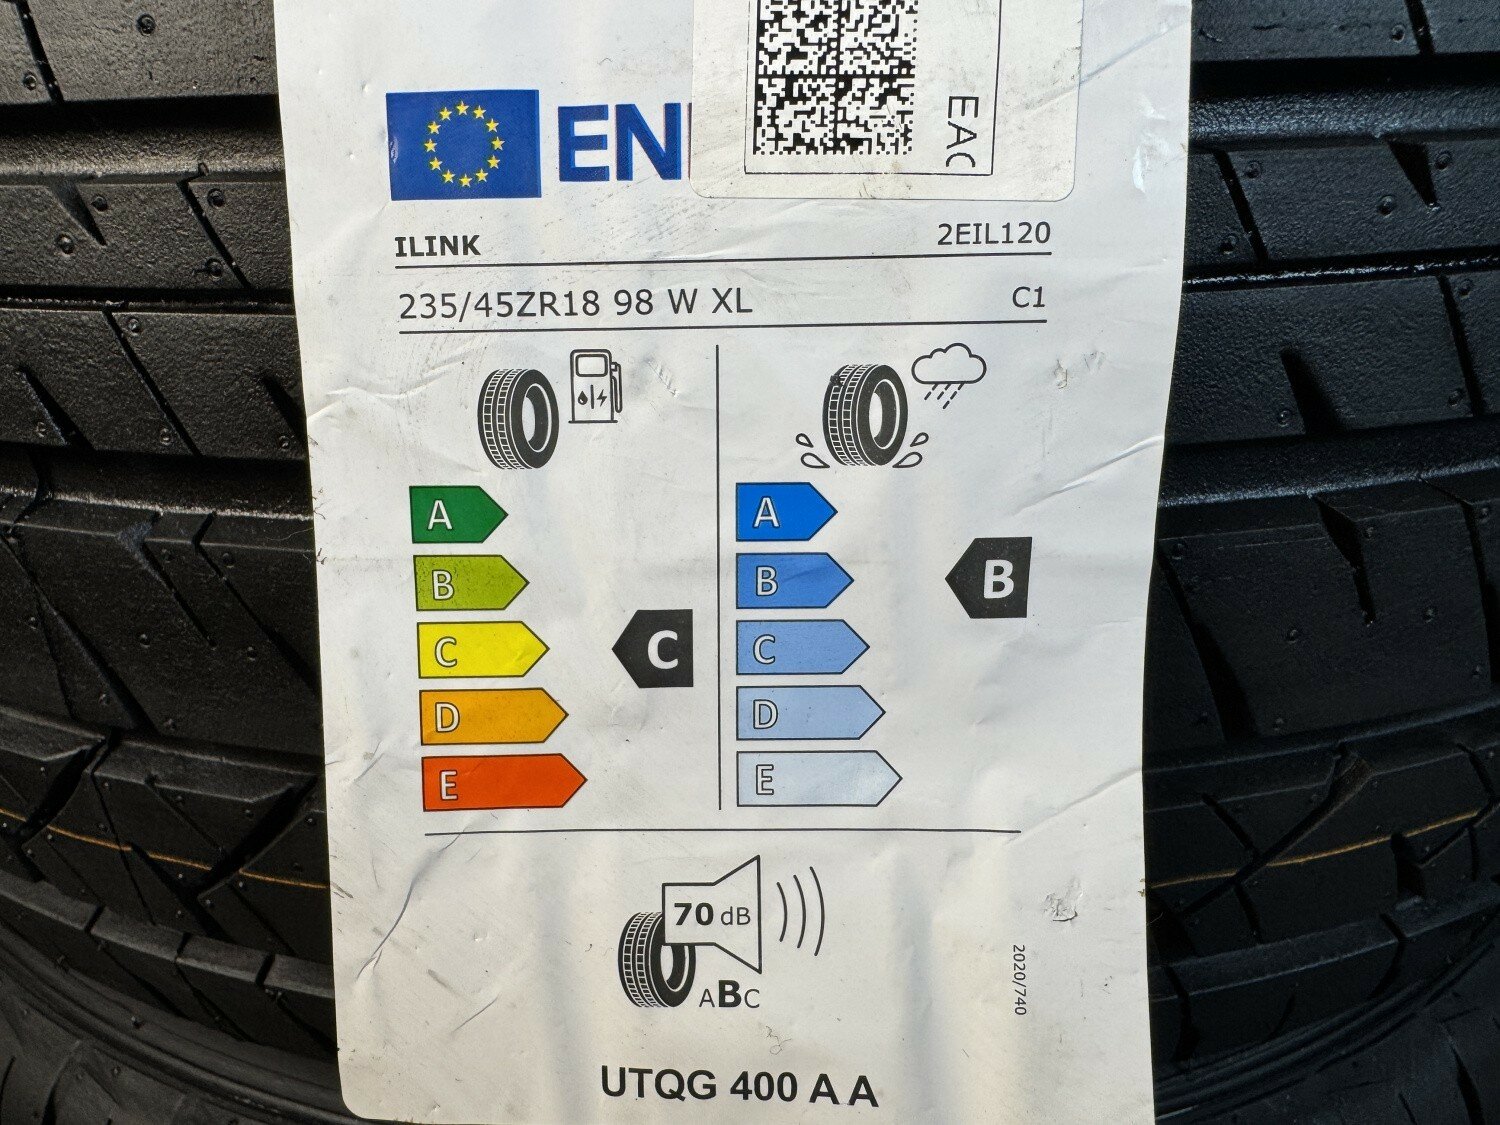 EN
EAC
ILINK 2EIL120
235/45ZR18 98 W XL C1
A A
B B B
C C C
D D
E E
70 dB
ABC
2020/740
UTQG 400 A A